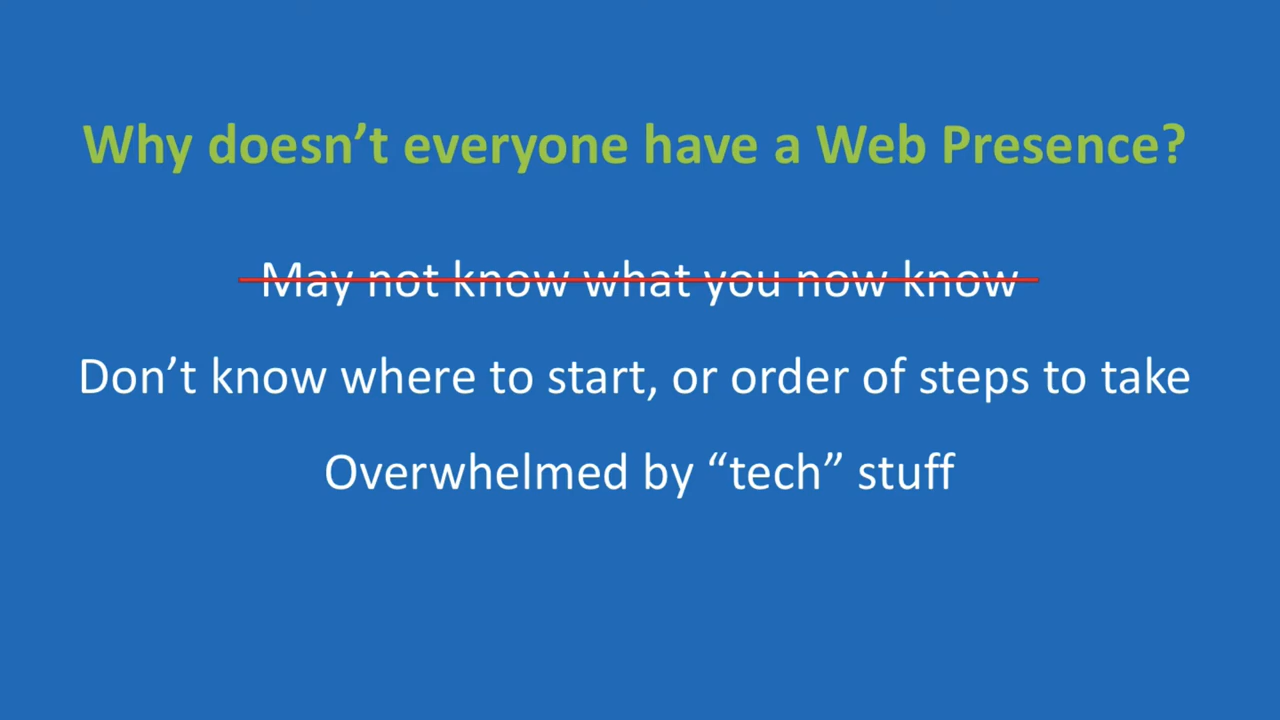 Why doesn’t everyone have a Web Presence?
May not know what you now know
Don’t know where to start, or order of steps to take
Overwhelmed by “tech” stuff